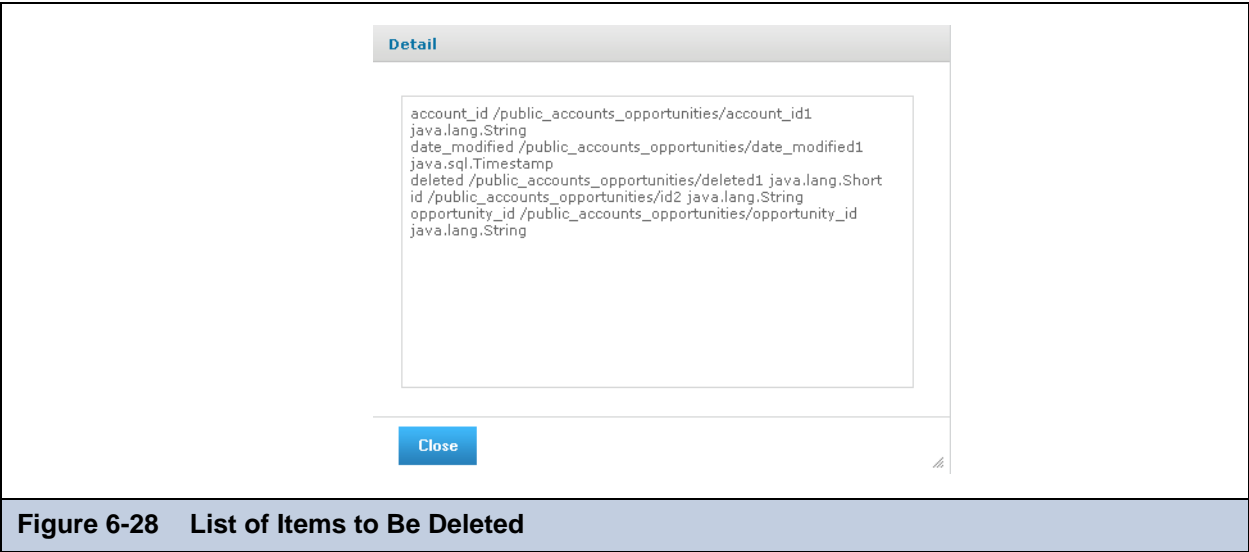 Detail
account_id /public_accounts_opportunities/account_id1
java.lang.String
date_modified /public_accounts_opportunities/date_modified1
java.sql.Timestamp
deleted /public_accounts_opportunities/deleted1 java.lang.Short
id /public_accounts_opportunities/id2 java.lang.String
opportunity_id /public_accounts_opportunities/opportunity_id
java.lang.String
Close
Figure 6-28 List of Items to Be Deleted